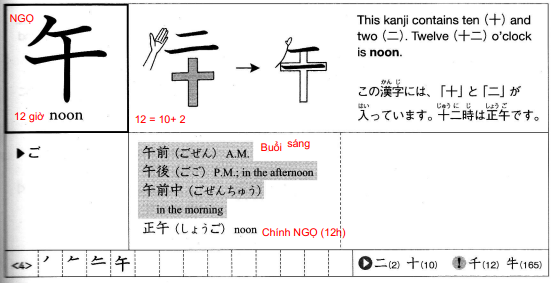 NGỌ
午
12 giờ noon
二
→
午
12 = 10+ 2
This kanji contains ten (十) and
two (二). Twelve (十二) o'clock
is noon.
かんじ
この漢字には、「十」と「二」が
はい じゅうにじ しょうご
入っています。十二時は正午です。
▶ご
午前(ごぜん) A.M.
Buổi sáng
午後(ごご) P.M.; in the afternoon
午前中(ごぜんちゅう)
in the morning
正午(しょうご) noon
Chính NGỌ (12h)
<4>
午
二(2) 十(10) ! 千(12) 牛(165)